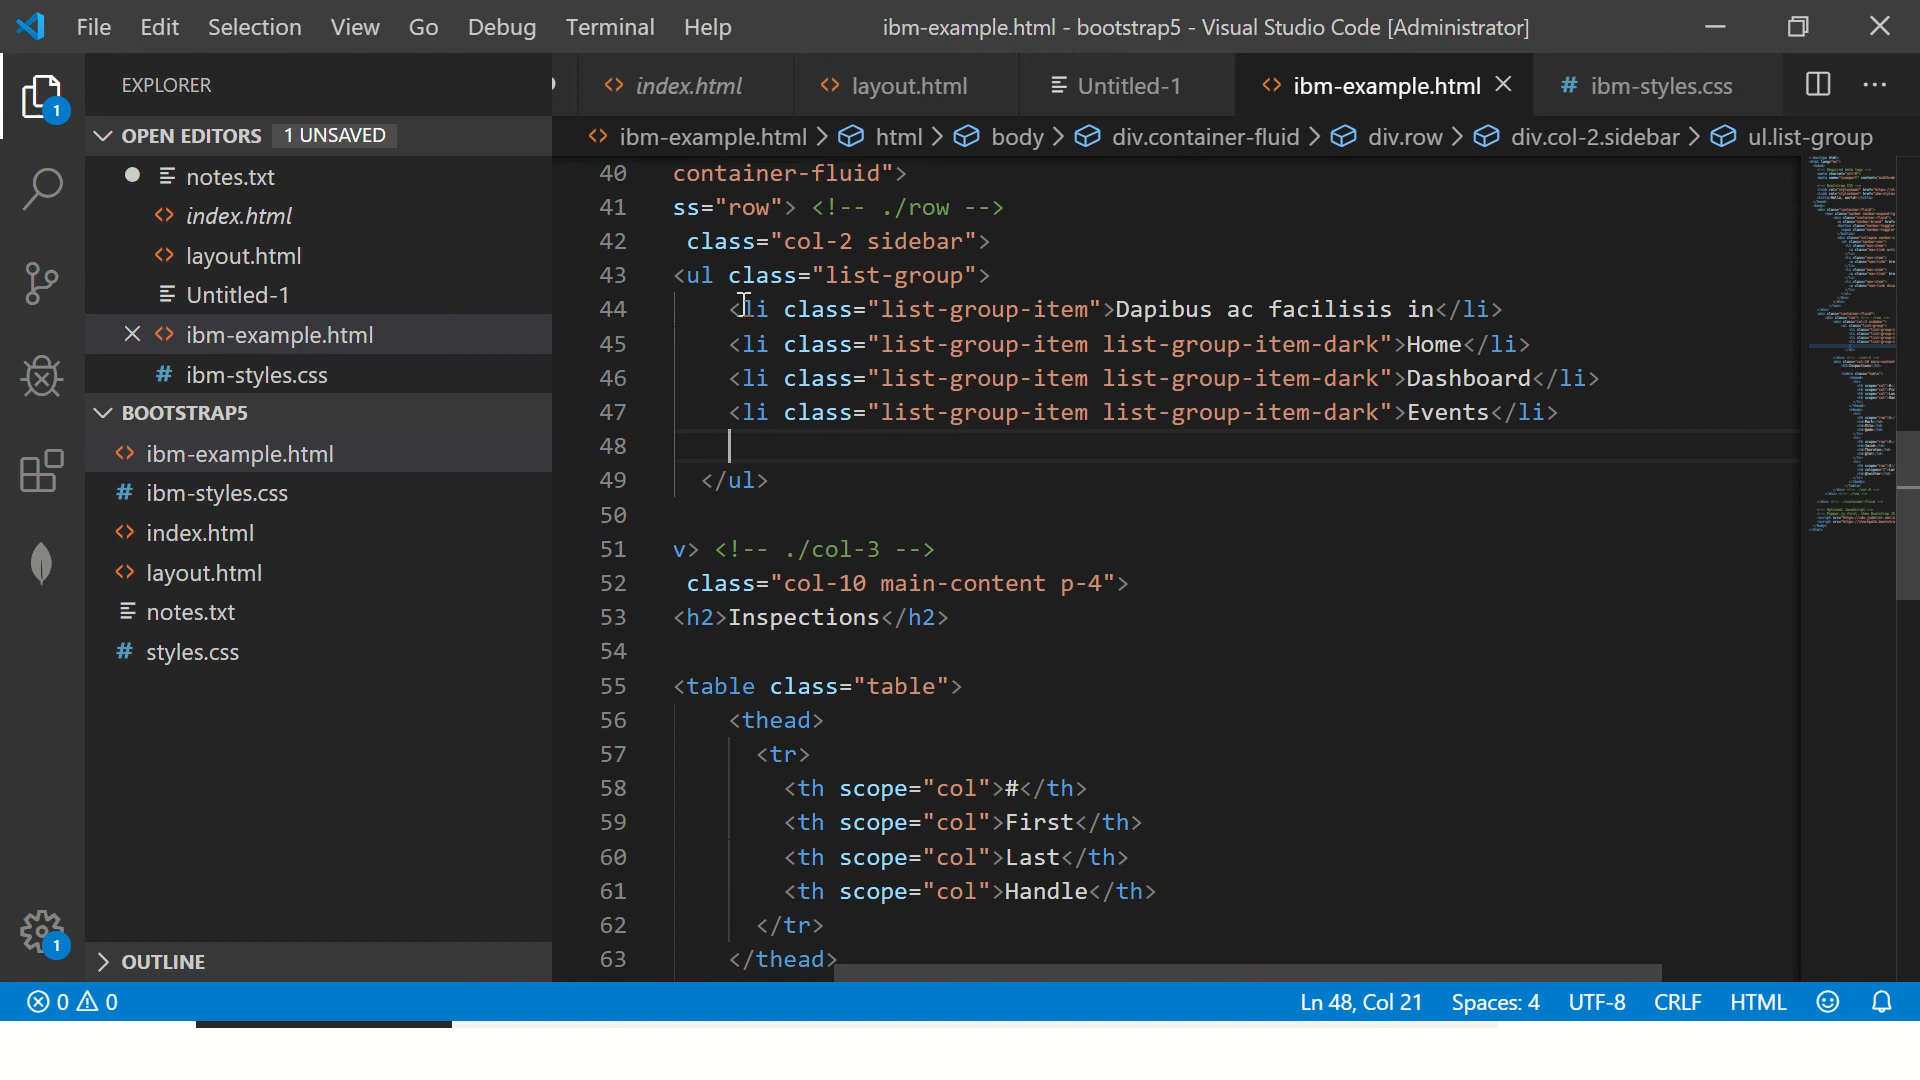 File Edit Selection View Go Debug Terminal Help ibm-example.html - bootstrap5 - Visual Studio Code [Administrator]
EXPLORER
index.html layout.html Untitled-1 ibm-example.html ibm-styles.css
OPEN EDITORS 1 UNSAVED
notes.txt
index.html
layout.html
Untitled-1
ibm-example.html
# ibm-styles.css
BOOTSTRAP5
ibm-example.html
# ibm-styles.css
index.html
layout.html
notes.txt
# styles.css
OUTLINE
ibm-example.html > html > body > div.container-fluid > div.row > div.col-2.sidebar > ul.list-group
40 container-fluid">
41 ss="row"> <!-- ./row -->
42 class="col-2 sidebar">
43 <ul class="list-group">
44 <li class="list-group-item">Dapibus ac facilisis in</li>
45 <li class="list-group-item list-group-item-dark">Home</li>
46 <li class="list-group-item list-group-item-dark">Dashboard</li>
47 <li class="list-group-item list-group-item-dark">Events</li>
48
49 </ul>
50
51 v> <!-- ./col-3 -->
52 class="col-10 main-content p-4">
53 <h2>Inspections</h2>
54
55 <table class="table">
56 <thead>
57 <tr>
58 <th scope="col">#</th>
59 <th scope="col">First</th>
60 <th scope="col">Last</th>
61 <th scope="col">Handle</th>
62 </tr>
63 </thead>
1
1
0 0 Ln 48, Col 21 Spaces: 4 UTF-8 CRLF HTML